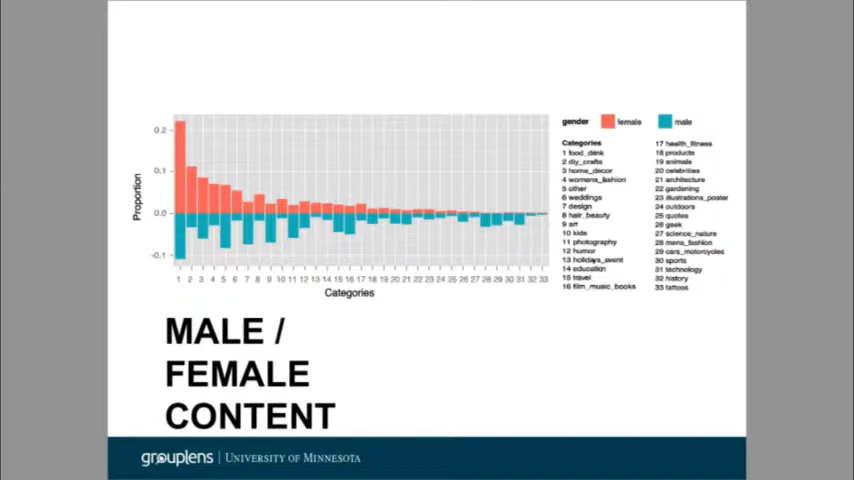 gender female male
0.2
0.1
0.0
-0.1
Proportion
1 2 3 4 5 6 7 8 9 10 11 12 13 14 15 16 17 18 19 20 21 22 23 24 25 26 27 28 29 30 31 32 33
Categories
Categories
1 food_drink
2 diy_crafts
3 home_decor
4 womens_fashion
5 other
6 weddings
7 design
8 hair_beauty
9 art
10 kids
11 photography
12 humor
13 holidays_event
14 education
15 travel
16 film_music_books
17 health_fitness
18 products
19 animals
20 celebrities
21 architecture
22 gardening
23 illustrations_poster
24 outdoors
25 quotes
26 geek
27 science_nature
28 mens_fashion
29 cars_motorcycles
30 sports
31 technology
32 history
33 tattoos
MALE /
FEMALE
CONTENT
grouplens | UNIVERSITY OF MINNESOTA